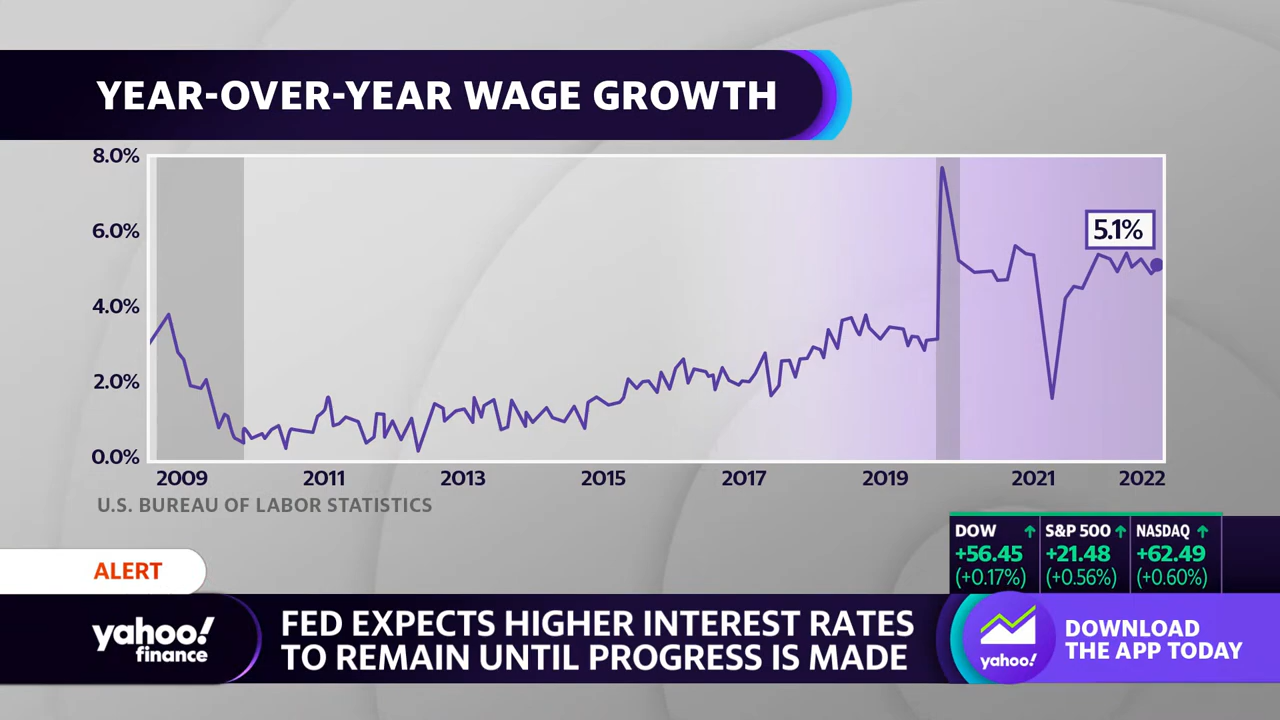 YEAR-OVER-YEAR WAGE GROWTH
8.0%
6.0%
5.1%
4.0%
2.0%
0.0%
2009 2011 2013 2015 2017 2019 2021 2022
U.S. BUREAU OF LABOR STATISTICS
DOW S&P 500 NASDAQ
+56.45 +21.48 +62.49
(+0.17%) (+0.56%) (+0.60%)
ALERT
yahoo!
finance
FED EXPECTS HIGHER INTEREST RATES
TO REMAIN UNTIL PROGRESS IS MADE
yahoo!
DOWNLOAD
THE APP TODAY